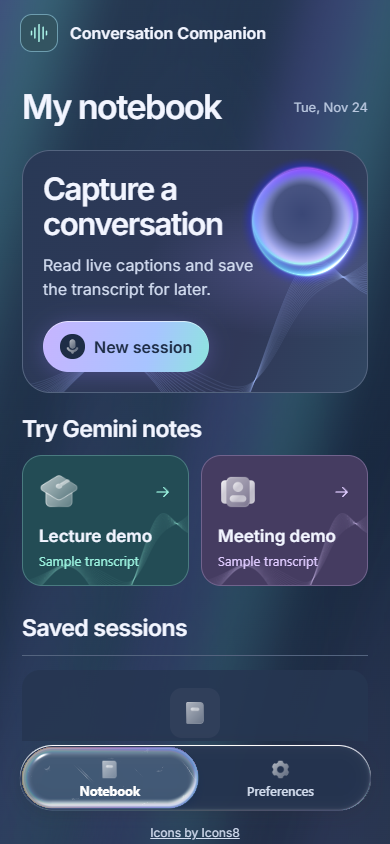 Conversation Companion
My notebook
Tue, Nov 24
Capture a
conversation
Read live captions and save
the transcript for later.
New session
Try Gemini notes
Lecture demo
Sample transcript
Meeting demo
Sample transcript
Saved sessions
Notebook
Preferences
Icons by Icons8